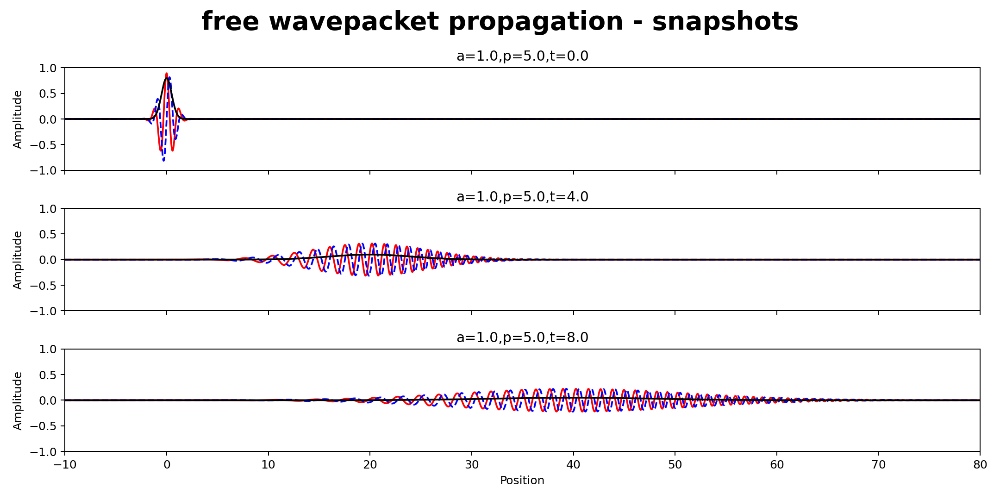 free wavepacket propagation - snapshots
a=1.0,p=5.0,t=0.0
1.0
0.5
0.0
−0.5
−1.0
Amplitude
a=1.0,p=5.0,t=4.0
1.0
0.5
0.0
−0.5
−1.0
Amplitude
a=1.0,p=5.0,t=8.0
1.0
0.5
0.0
−0.5
−1.0
Amplitude
−10 0 10 20 30 40 50 60 70 80
Position